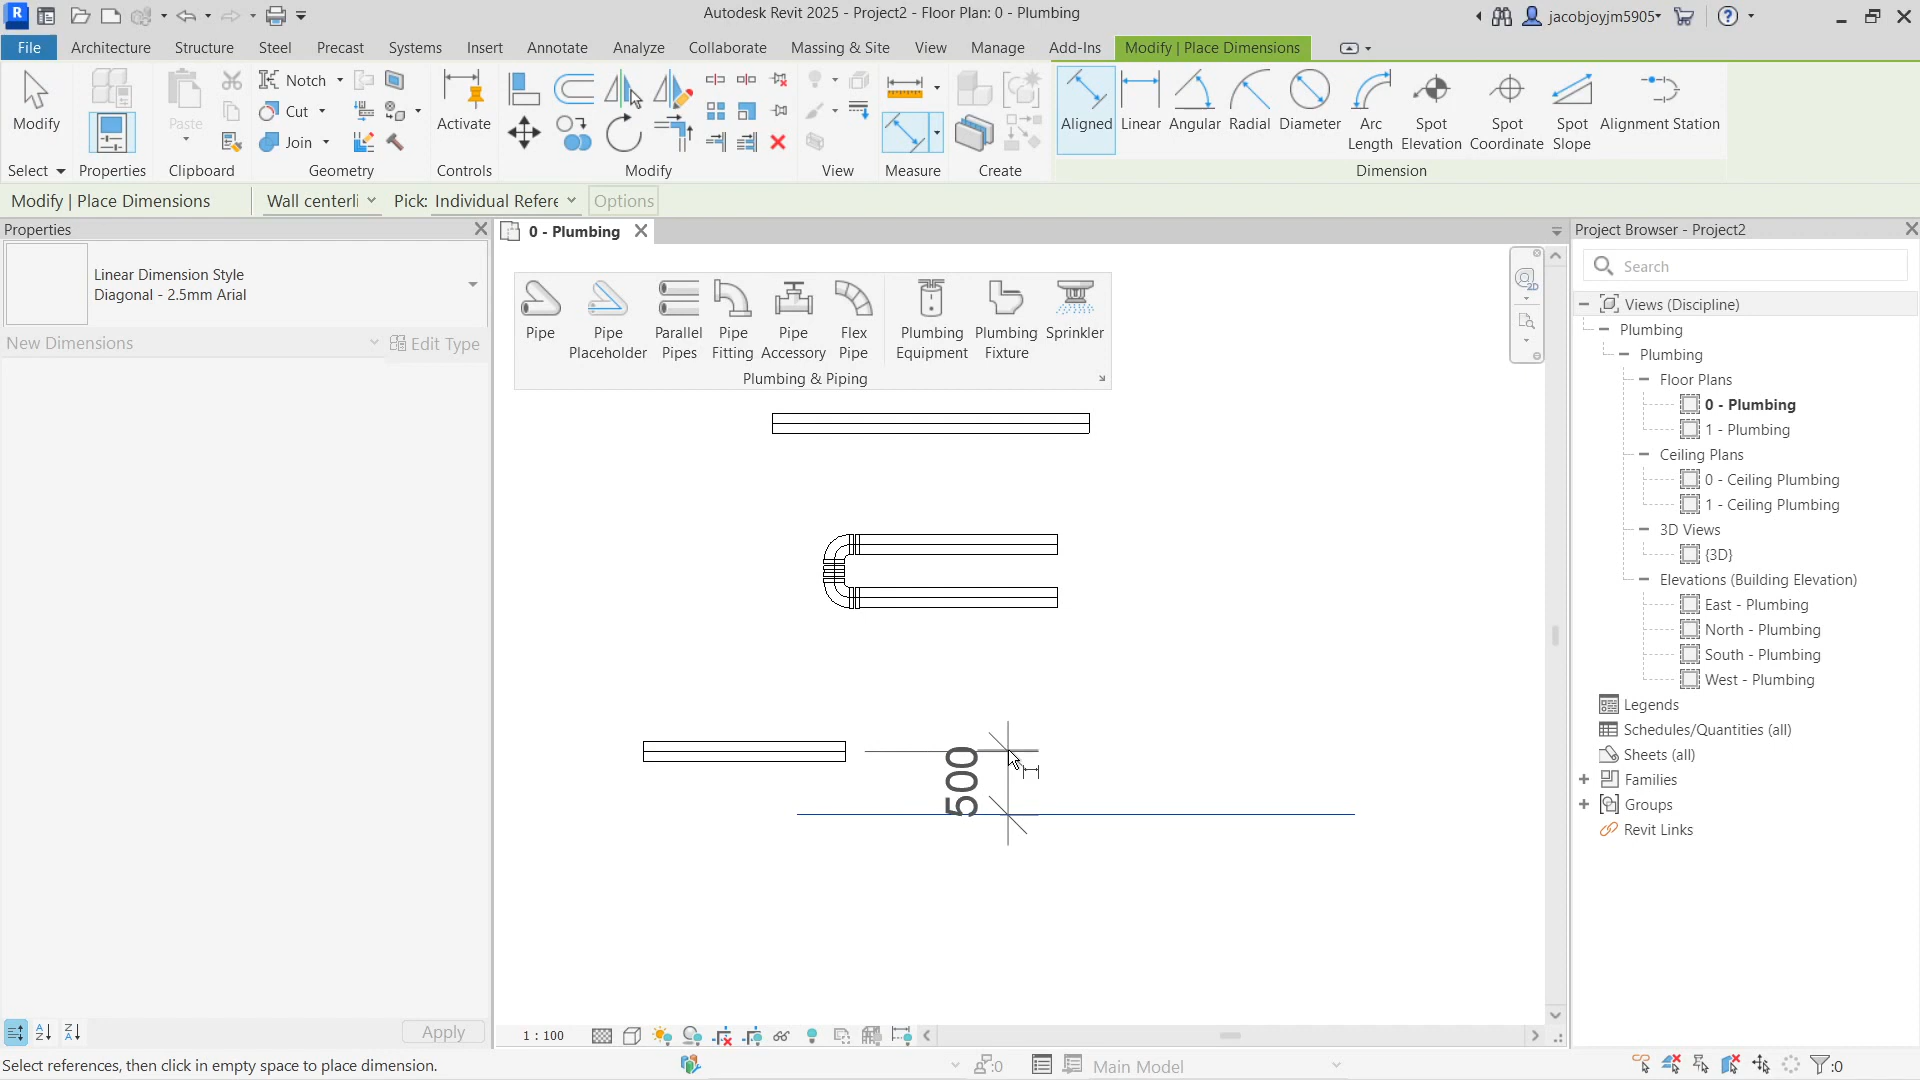 Autodesk Revit 2025 - Project2 - Floor Plan: 0 - Plumbing
jacobjoyjm5905
File Architecture Structure Steel Precast Systems Insert Annotate Analyze Collaborate Massing & Site View Manage Add-Ins Modify | Place Dimensions
Modify
Select
Properties
Paste
Clipboard
Notch
Cut
Join
Geometry
Activate
Controls
Modify
View
Measure
Create
Aligned Linear Angular Radial Diameter Arc Length Spot Elevation Spot Coordinate Spot Slope Alignment Station
Dimension
Modify | Place Dimensions Wall centerli Pick: Individual Refere Options
Properties
Linear Dimension Style
Diagonal - 2.5mm Arial
New Dimensions Edit Type
Apply
0 - Plumbing
Pipe
Pipe Placeholder
Parallel Pipes
Pipe Fitting
Pipe Accessory
Flex Pipe
Plumbing Equipment
Plumbing Fixture
Sprinkler
Plumbing & Piping
500
1 : 100
Project Browser - Project2
Search
Views (Discipline)
Plumbing
Plumbing
Floor Plans
0 - Plumbing
1 - Plumbing
Ceiling Plans
0 - Ceiling Plumbing
1 - Ceiling Plumbing
3D Views
{3D}
Elevations (Building Elevation)
East - Plumbing
North - Plumbing
South - Plumbing
West - Plumbing
Legends
Schedules/Quantities (all)
Sheets (all)
Families
Groups
Revit Links
Select references, then click in empty space to place dimension.
:0
Main Model
:0